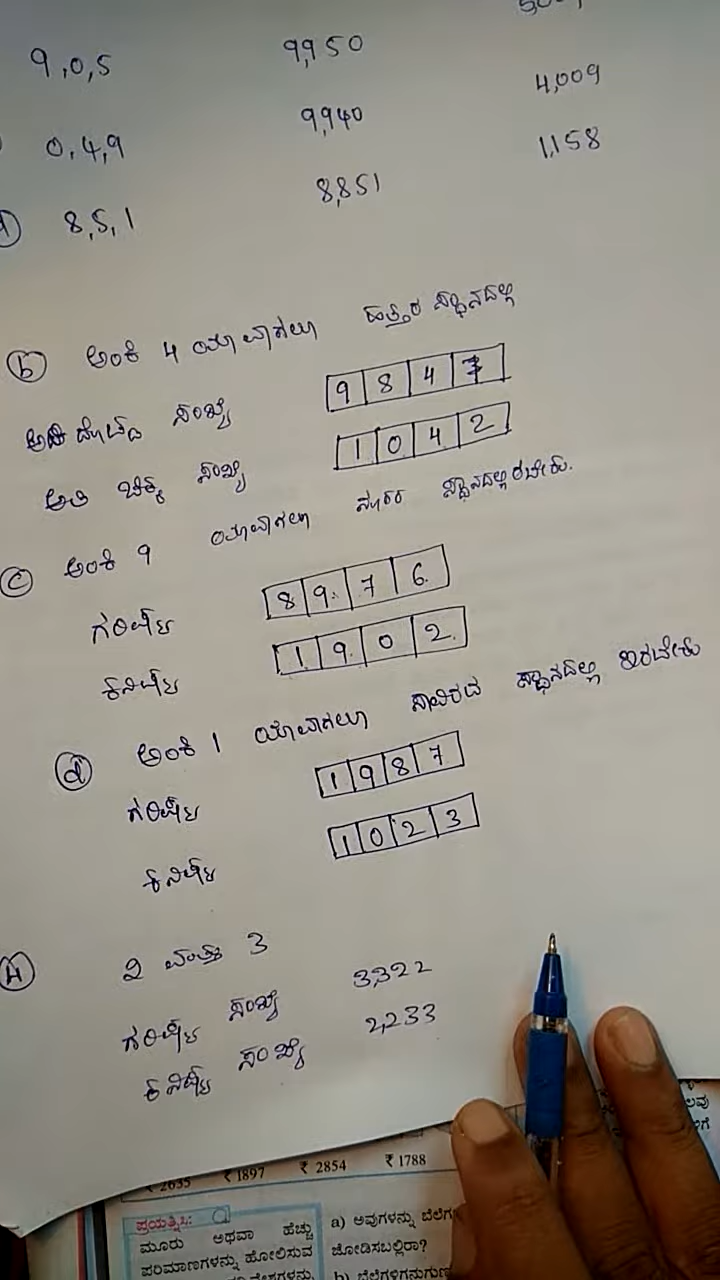 9,0,5 9,950
0,4,9 9,940 4,009
8,5,1 8,851 1,158
b ಅಂಕಿ 4 ಯಾವಾಗಲೂ ಹತ್ತರ ಸ್ಥಾನದಲ್ಲಿ
ದೊಡ್ಡ ಸಂಖ್ಯೆ 9 8 4 7
ಅತಿ ಚಿಕ್ಕ ಸಂಖ್ಯೆ 1 0 4 2
c ಅಂಕಿ 9 ಯಾವಾಗಲೂ ನೂರರ ಸ್ಥಾನದಲ್ಲಿರಬೇಕು.
ಗರಿಷ್ಠ 8 9 7 6
ಕನಿಷ್ಠ 1 9 0 2
d ಅಂಕಿ 1 ಯಾವಾಗಲೂ ಸಾವಿರದ ಸ್ಥಾನದಲ್ಲಿ ಇರಬೇಕು
ಗರಿಷ್ಠ 1 9 8 7
ಕನಿಷ್ಠ 1 0 2 3
4 2 ಮತ್ತು 3
ಗರಿಷ್ಠ ಸಂಖ್ಯೆ 3,322
ಕನಿಷ್ಠ ಸಂಖ್ಯೆ 2,233
₹ 2635 ₹ 1897 ₹ 2854 ₹ 1788
ಪ್ರಯತ್ನಿಸಿ:
ಮೂರು ಅಥವಾ ಹೆಚ್ಚು
ಪರಿಮಾಣಗಳನ್ನು ಹೋಲಿಸುವ
a) ಅವುಗಳನ್ನು
ಜೋಡಿಸಬಲ್ಲಿರಾ?